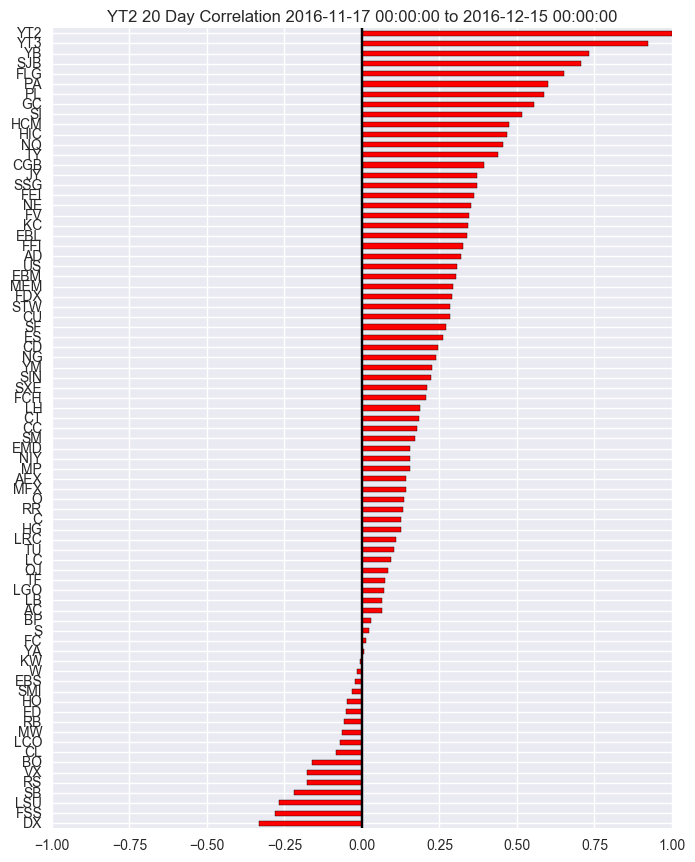 YT2 20 Day Correlation 2016-11-17 00:00:00 to 2016-12-15 00:00:00
YT2
YT3
YB
SJB
FLG
PA
PL
GC
SI
HCM
HIC
NQ
TY
CGB
JY
SSG
FEI
NE
FV
KC
EBL
FFI
AD
US
EBM
MEM
FDX
STW
CU
SF
ES
CD
NG
YM
SIN
SXE
FCH
LH
CT
CC
SM
EMD
NIY
MP
AEX
MFX
O
RR
C
HG
LRC
TU
LC
OJ
TF
LGO
LB
AC
BP
S
FC
YA
KW
W
EBS
SMI
HO
ED
RB
MW
LCO
CL
BO
VX
RS
SB
LSU
FSS
DX
−1.00 −0.75 −0.50 −0.25 0.00 0.25 0.50 0.75 1.00